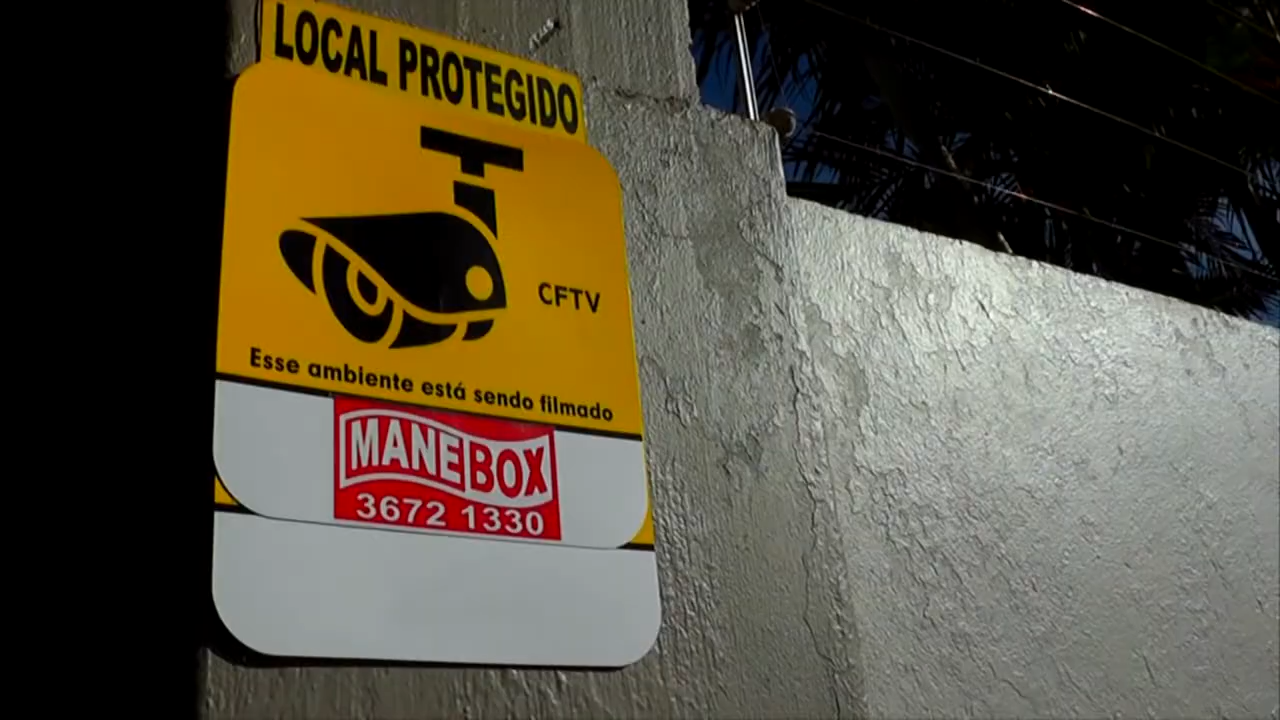 LOCAL PROTEGIDO
CFTV
Esse ambiente está sendo filmado
MANEBOX
3672 1330